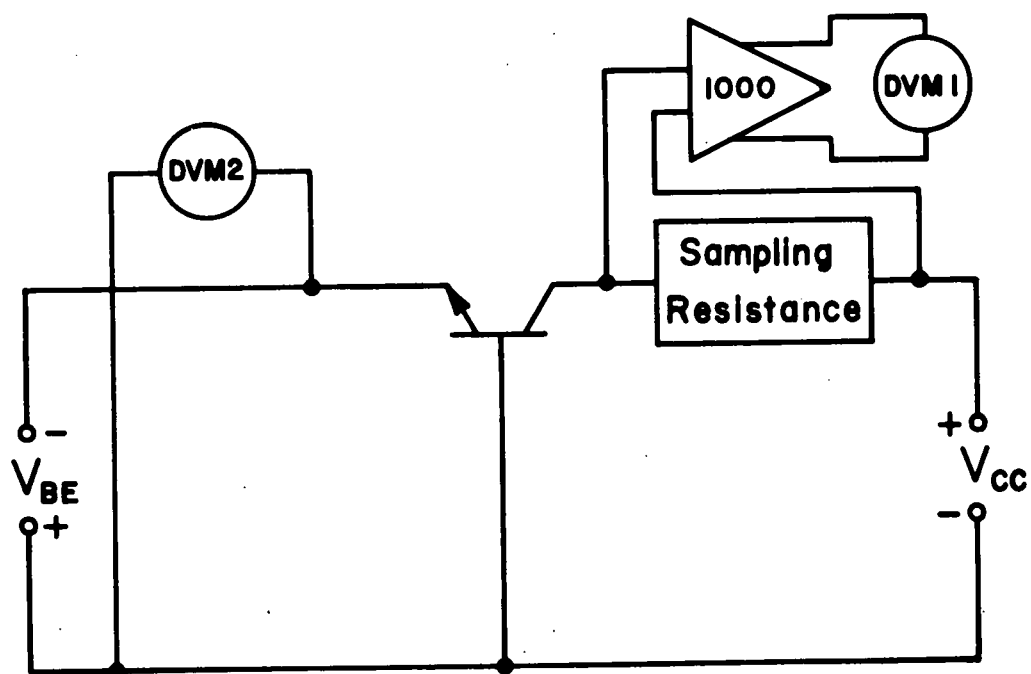 1000
DVM1
DVM2
Sampling
Resistance
-
V_BE
+
+
V_CC
-